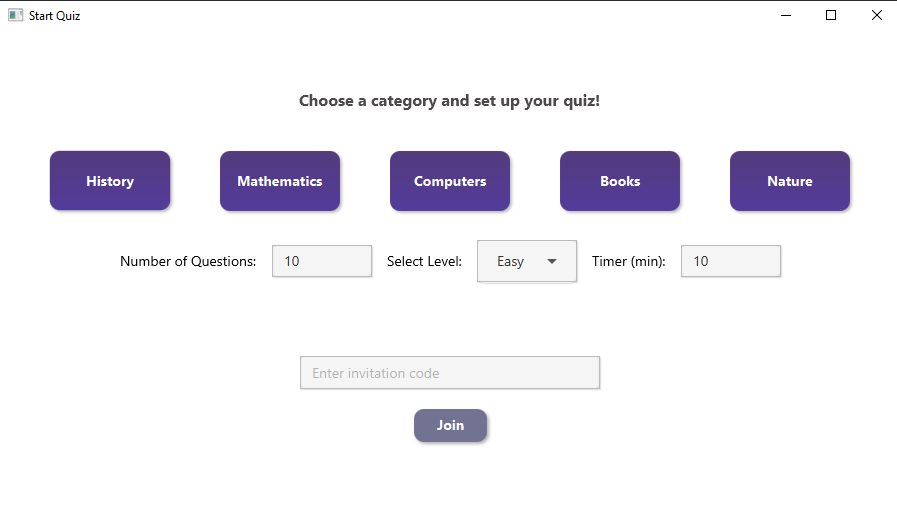 Start Quiz
Choose a category and set up your quiz!
History Mathematics Computers Books Nature
Number of Questions: 10 Select Level: Easy Timer (min): 10
Enter invitation code
Join